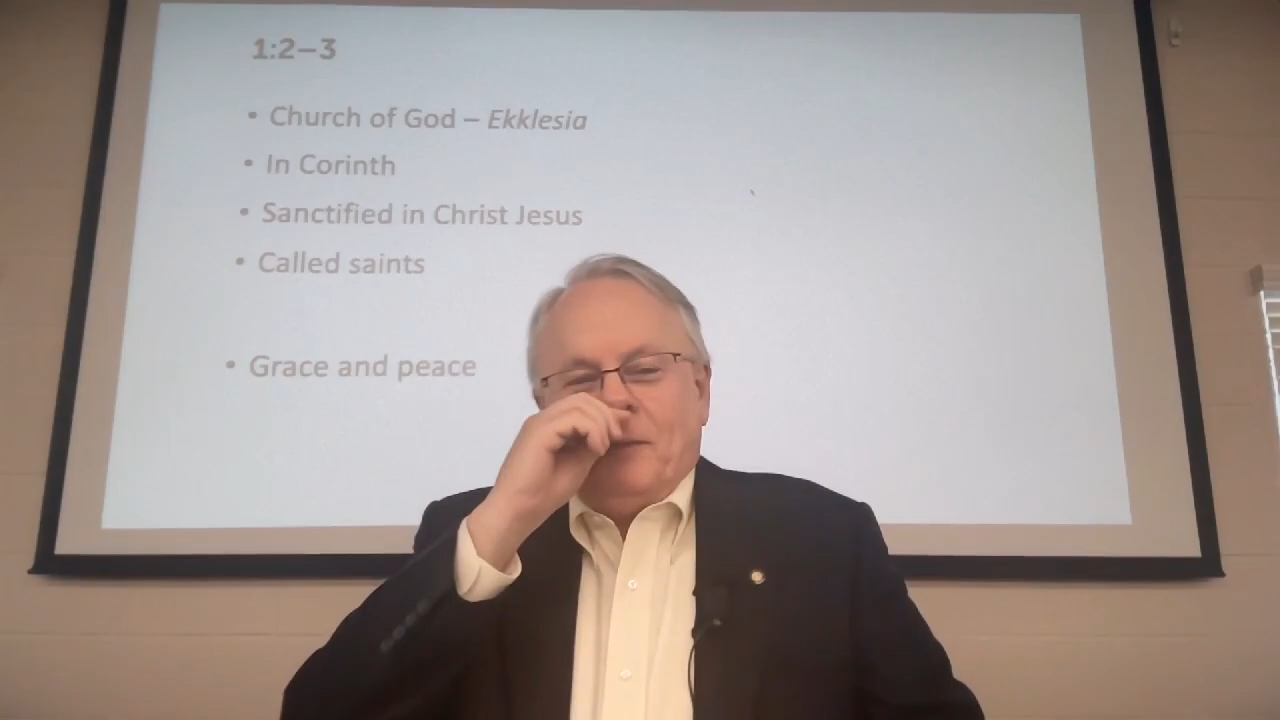 1:2–3
• Church of God – Ekklesia
• In Corinth
• Sanctified in Christ Jesus
• Called saints
• Grace and peace